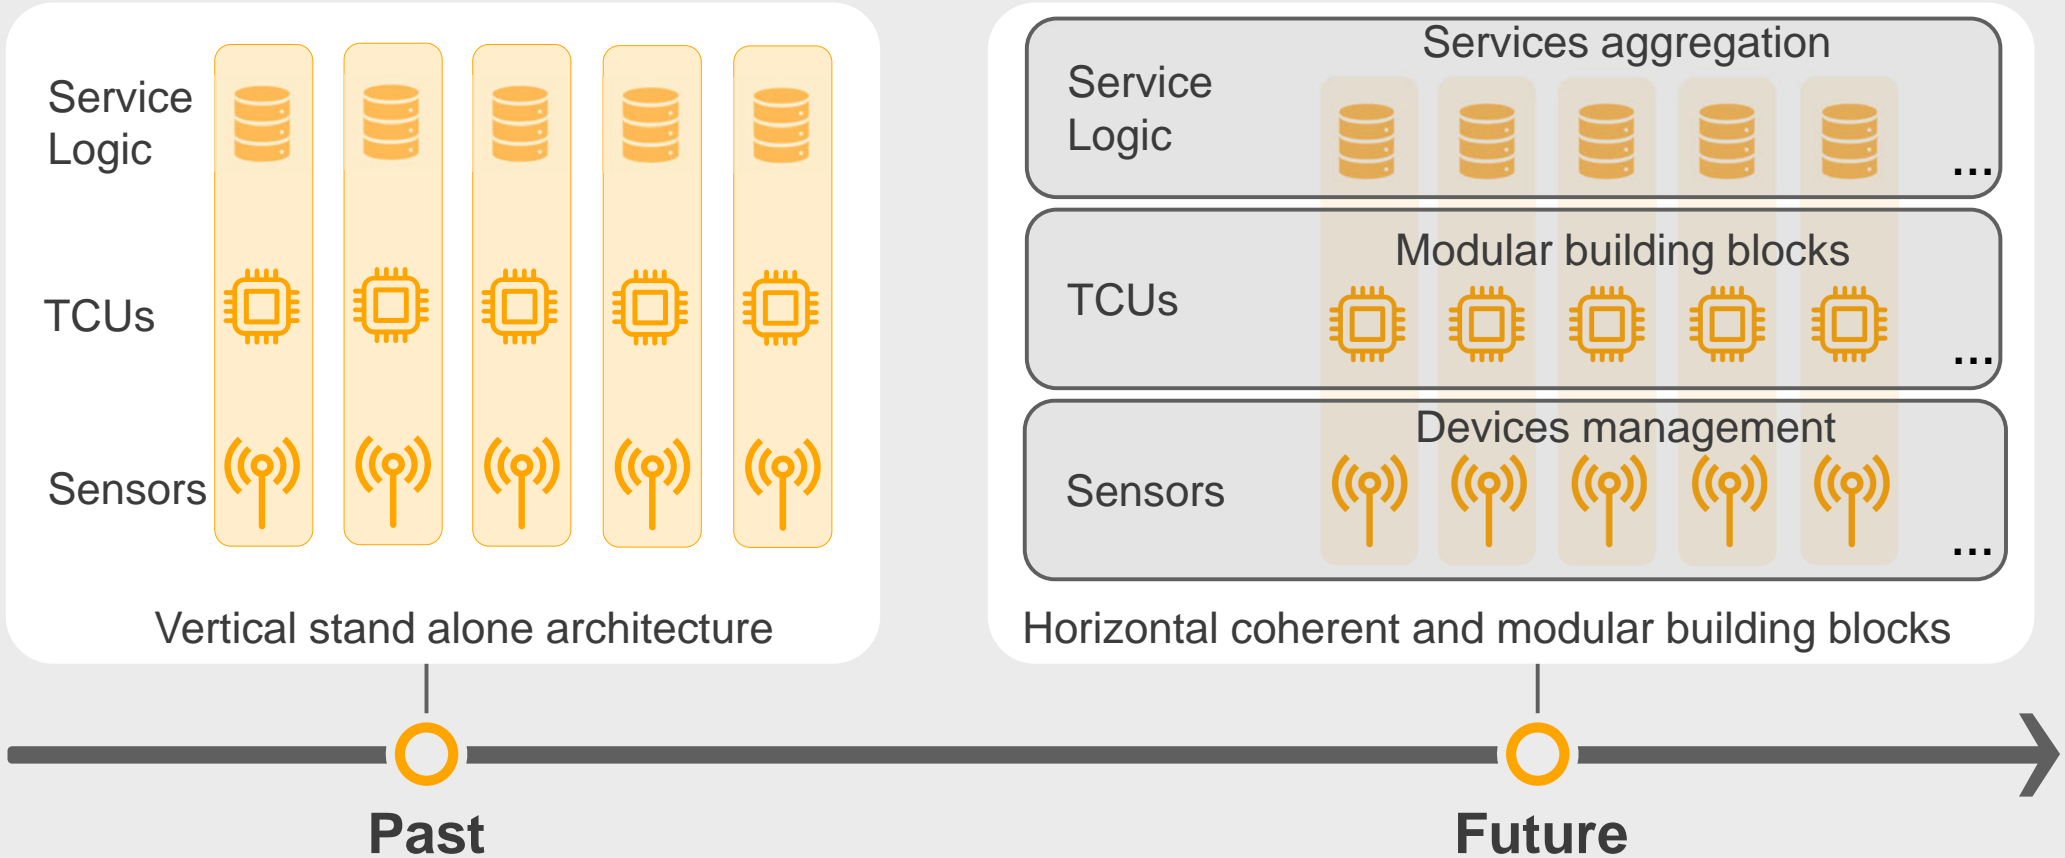 Service
Logic
TCUs
Sensors
Vertical stand alone architecture
Services aggregation
Service
Logic
...
Modular building blocks
TCUs
...
Devices management
Sensors
...
Horizontal coherent and modular building blocks
Past
Future